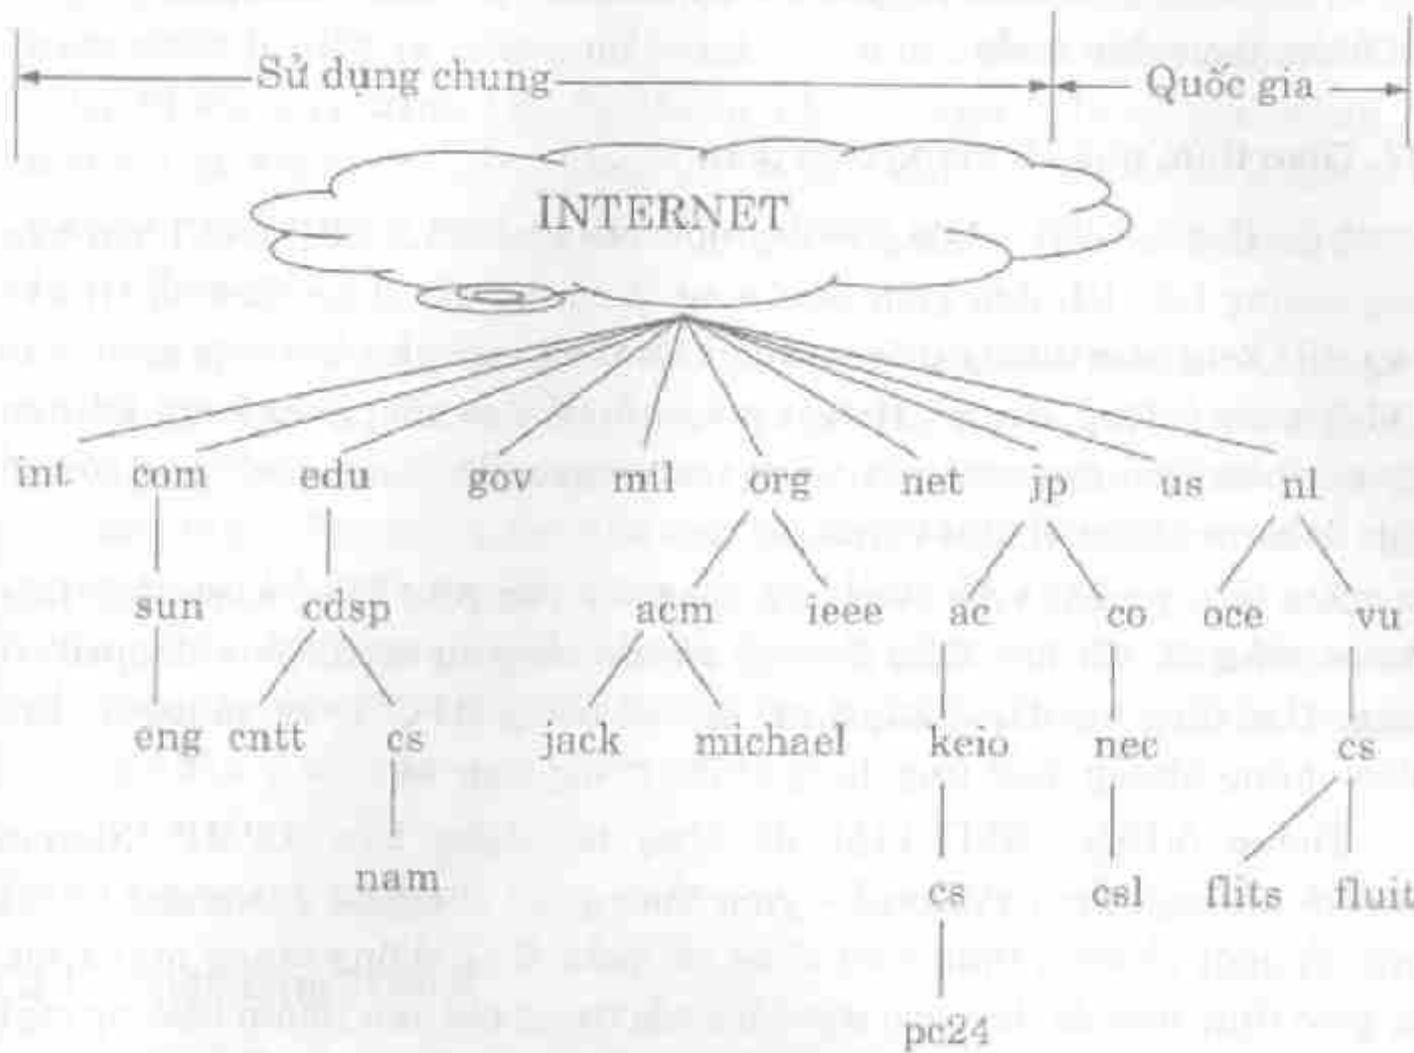 Sử dụng chung Quốc gia
INTERNET
int com edu gov mil org net jp us nl
sun cdsp acm ieee ac co oce vu
eng cntt cs jack michael keio nec cs
nam cs csl flits fluit
pc24